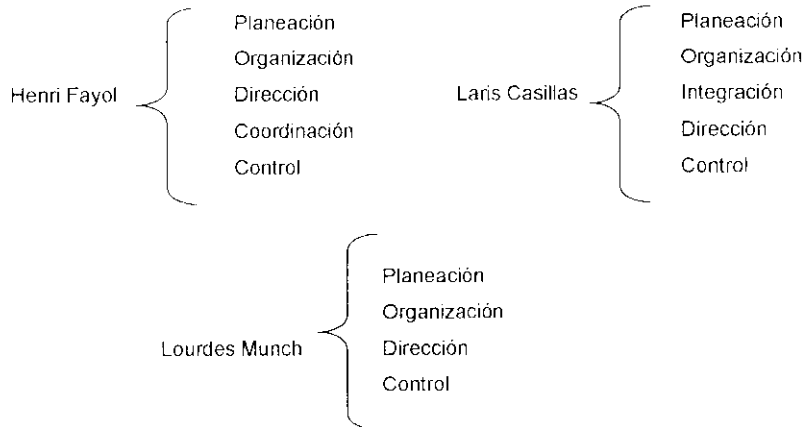 Henri Fayol
Planeación
Organización
Dirección
Coordinación
Control
Laris Casillas
Planeación
Organización
Integración
Dirección
Control
Lourdes Munch
Planeación
Organización
Dirección
Control